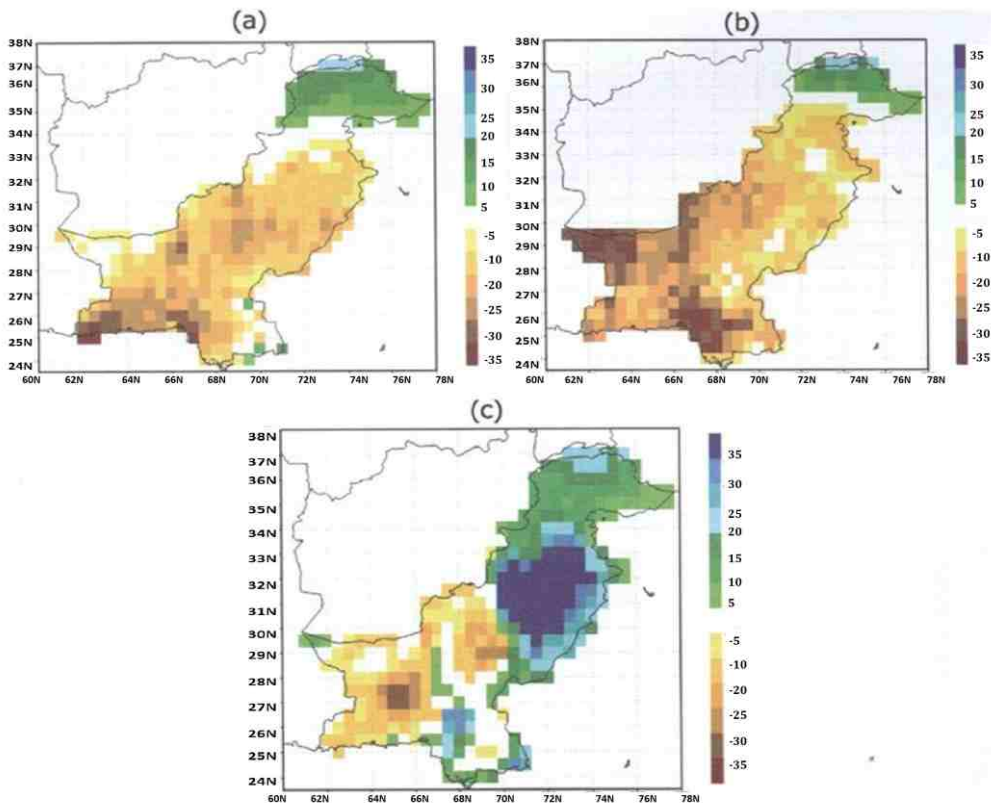 (a)
38N
37N
36N
35N
34N
33N
32N
31N
30N
29N
28N
27N
26N
25N
24N
60N 62N 64N 66N 68N 70N 72N 74N 76N 78N
35
30
25
20
15
10
5
-5
-10
-20
-25
-30
-35
(b)
38N
37N
36N
35N
34N
33N
32N
31N
30N
29N
28N
27N
26N
25N
24N
60N 62N 64N 66N 68N 70N 71N 74N 76N 78N
35
30
25
20
15
10
5
-5
-10
-20
-25
-30
-35
(c)
38N
37N
36N
35N
34N
33N
32N
31N
30N
29N
28N
27N
26N
25N
24N
60N 62N 64N 66N 68N 70N 72N 74N 76N 78N
35
30
25
20
15
10
5
-5
-10
-20
-25
-30
-35